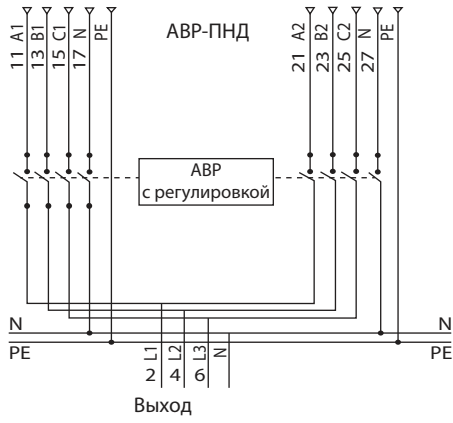 АВР-ПНД
11 A1
13 B1
15 C1
17 N
PE
21 A2
23 B2
25 C2
27 N
PE
АВР
с регулировкой
N
N
PE
PE
2 L1
4 L2
6 L3
N
Выход